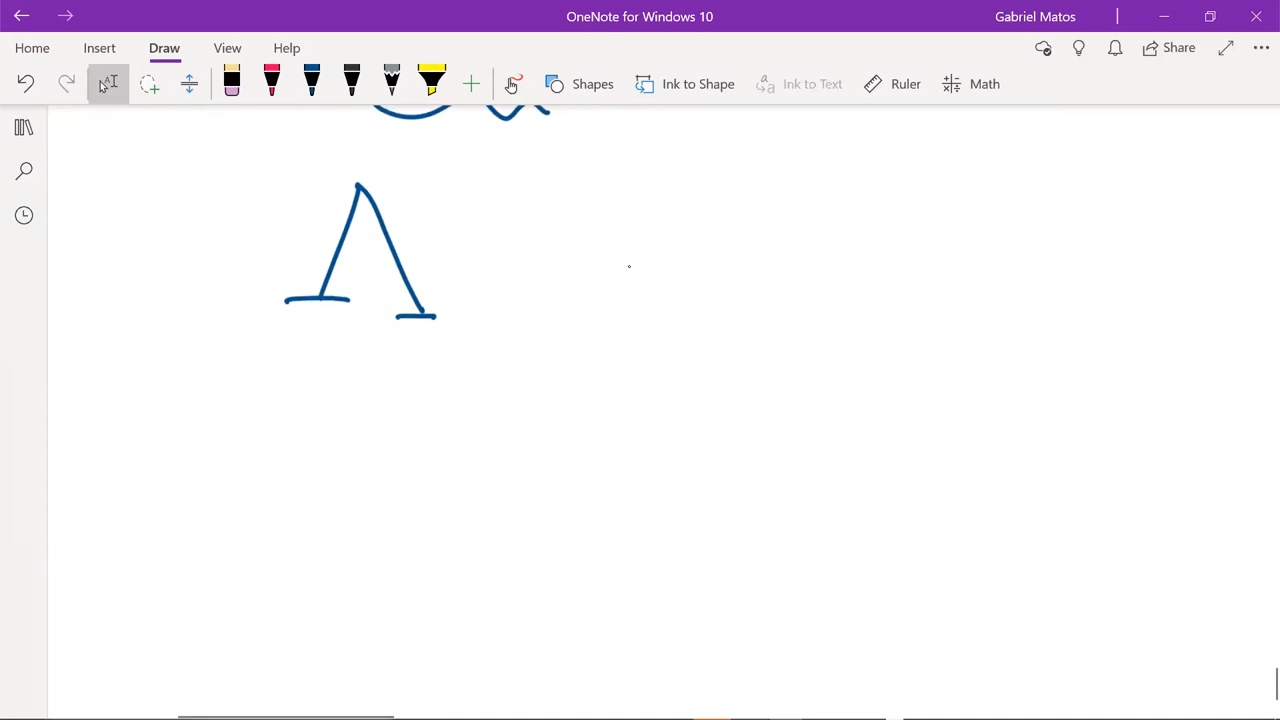 OneNote for Windows 10
Gabriel Matos
Home Insert Draw View Help
Share
Shapes Ink to Shape Ink to Text Ruler Math
Λ